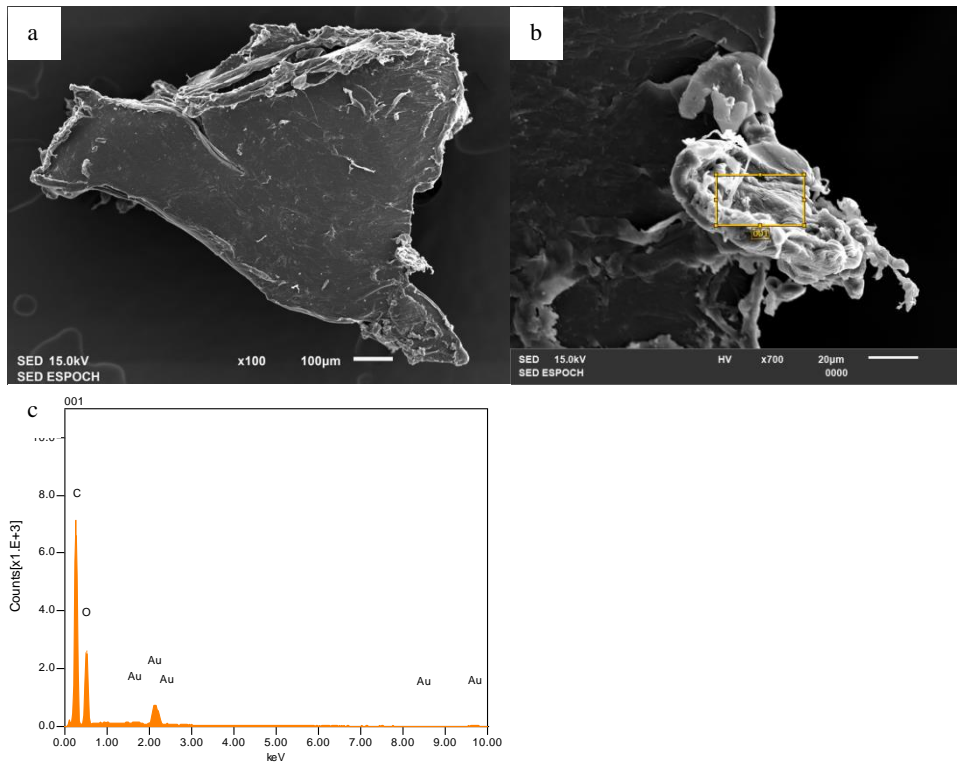 a
SED 15.0kV x100 100µm
SED ESPOCH
b
001
SED 15.0kV HV x700 20µm
SED ESPOCH 0000
c
001
Counts[x1.E+3]
8.0
6.0
4.0
2.0
0.0
C
O
Au
Au
Au
Au
Au
0.00 1.00 2.00 3.00 4.00 5.00 6.00 7.00 8.00 9.00 10.00
keV